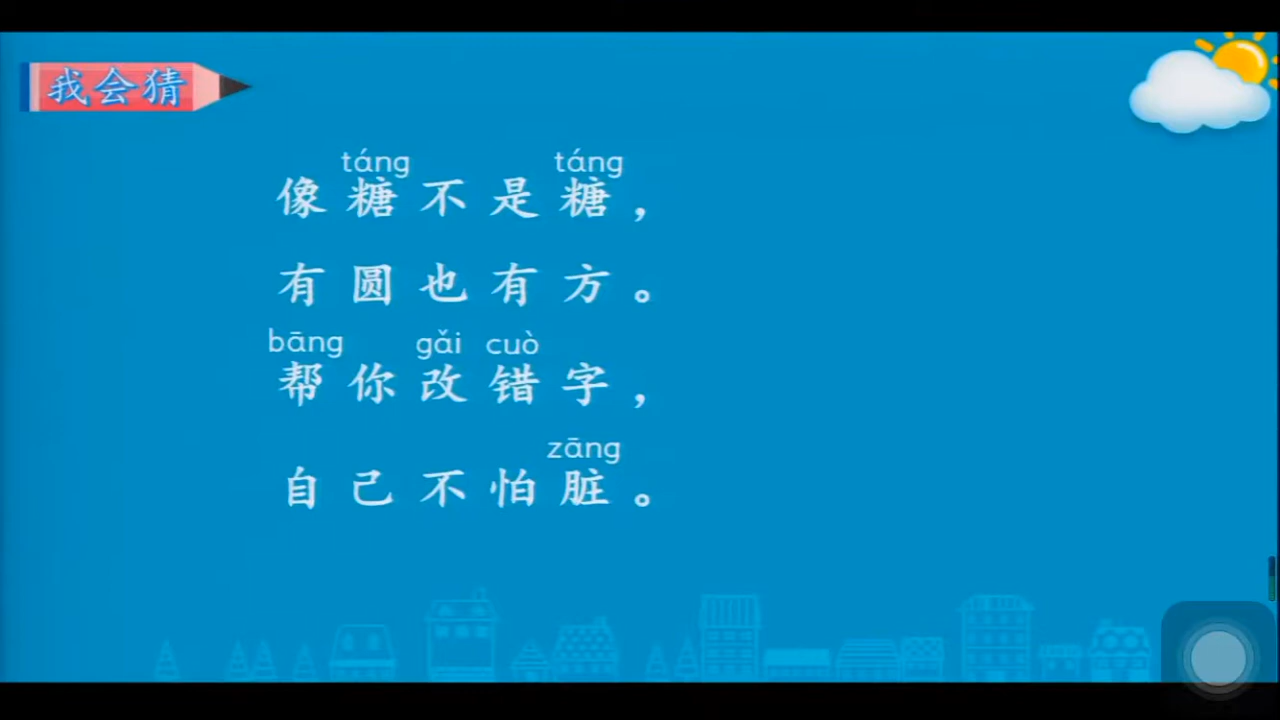 我会猜
táng táng
像糖不是糖，
有圆也有方。
bāng gǎi cuò
帮你改错字，
zāng
自己不怕脏。